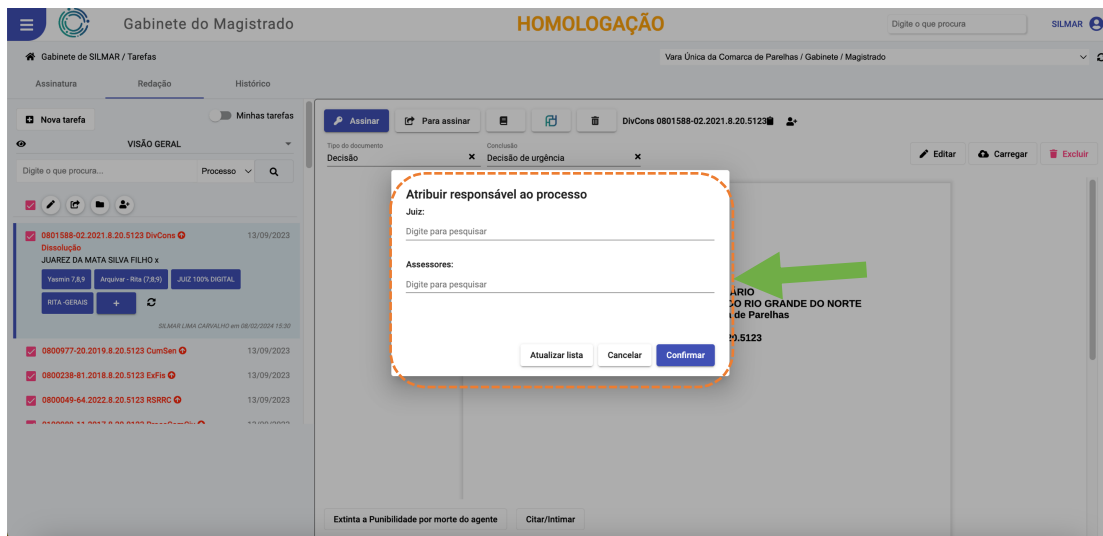 Gabinete do Magistrado
HOMOLOGAÇÃO
Digite o que procura
SILMAR
Gabinete de SILMAR / Tarefas
Vara Única da Comarca de Parelhas / Gabinete / Magistrado
Assinatura
Redação
Histórico
Nova tarefa
Minhas tarefas
VISÃO GERAL
Digite o que procura...
Processo
0801588-02.2021.8.20.5123 DivCons
13/09/2023
Dissolução
JUAREZ DA MATA SILVA FILHO x
Yasmin 7,8,9
Arquivar - Rita (7,8,9)
JUIZ 100% DIGITAL
RITA -GERAIS
+
SILMAR LIMA CARVALHO em 08/02/2024 15:50
0800977-20.2019.8.20.5123 CumSen
13/09/2023
0800238-81.2018.8.20.5123 ExFis
13/09/2023
0800049-64.2022.8.20.5123 RSRRC
13/09/2023
Assinar
Para assinar
DivCons 0801588-02.2021.8.20.5123
Tipo do documento
Decisão
Conclusão
Decisão de urgência
Editar
Carregar
Excluir
Atribuir responsável ao processo
Juiz:
Digite para pesquisar
Assessores:
Digite para pesquisar
Atualizar lista
Cancelar
Confirmar
RIO GRANDE DO NORTE
de Parelhas
.5123
Extinta a Punibilidade por morte do agente
Citar/Intimar